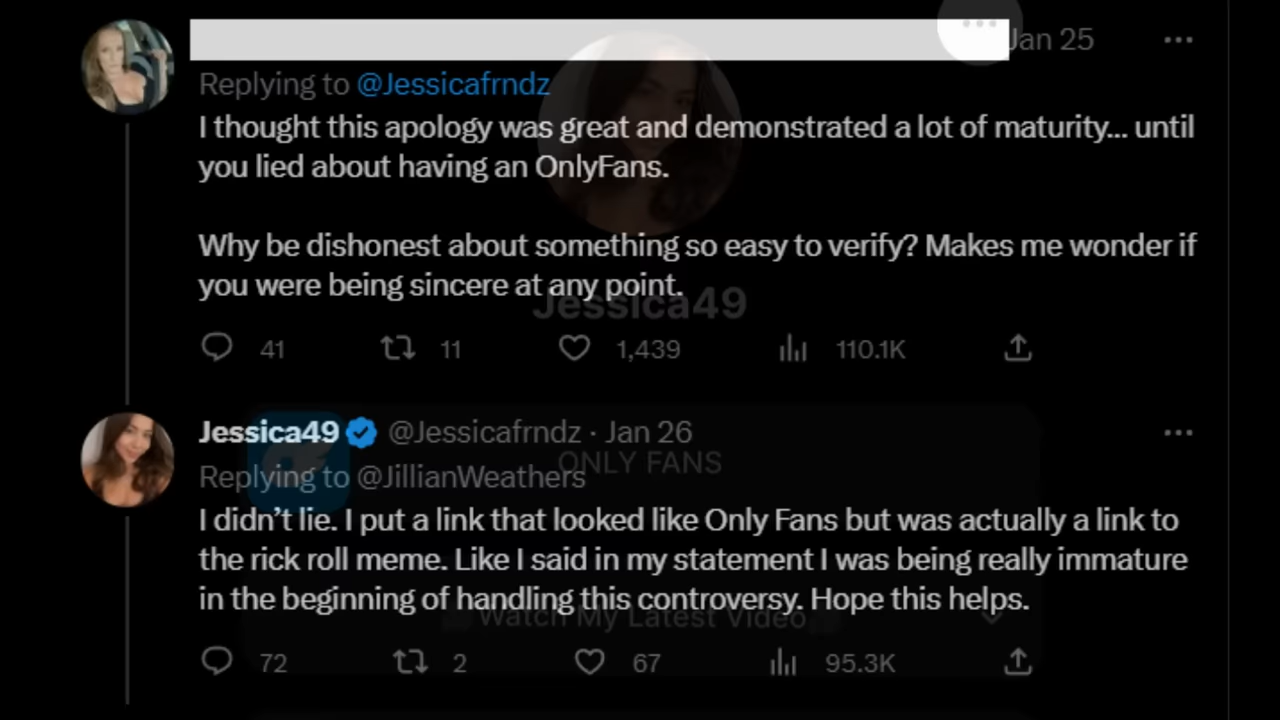 Jan 25
Replying to @Jessicafrndz
I thought this apology was great and demonstrated a lot of maturity... until
you lied about having an OnlyFans.
Why be dishonest about something so easy to verify? Makes me wonder if
you were being sincere at any point.
Jessica49
41 11 1,439 110.1K
Jessica49 @Jessicafrndz · Jan 26
ONLY FANS
Replying to @JillianWeathers
I didn’t lie. I put a link that looked like Only Fans but was actually a link to
the rick roll meme. Like I said in my statement I was being really immature
in the beginning of handling this controversy. Hope this helps.
Watch My Latest Video
72 2 67 95.3K